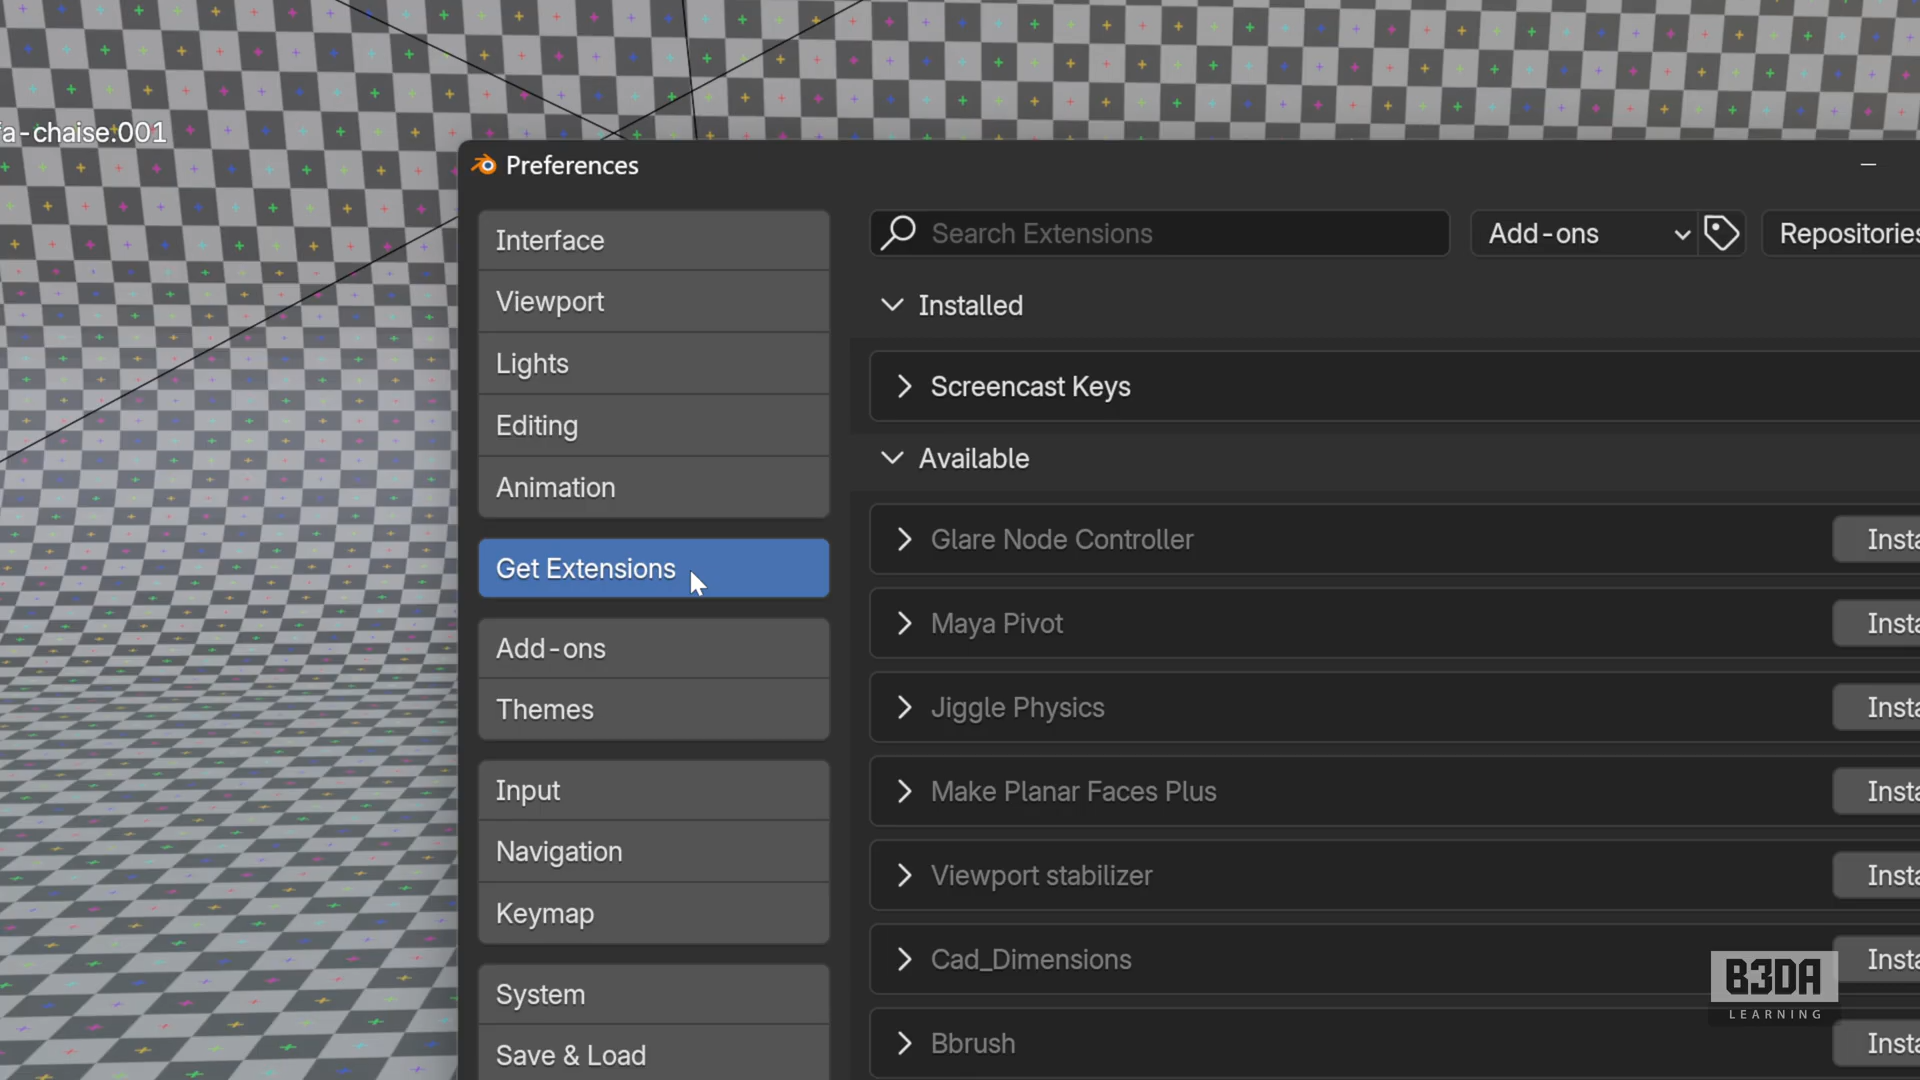 fa-chaise.001
Preferences
Interface
Viewport
Lights
Editing
Animation
Get Extensions
Add-ons
Themes
Input
Navigation
Keymap
System
Save & Load
Search Extensions
Add-ons
Repositories
Installed
Screencast Keys
Available
Glare Node Controller
Insta
Maya Pivot
Insta
Jiggle Physics
Insta
Make Planar Faces Plus
Insta
Viewport stabilizer
Insta
Cad_Dimensions
Insta
Bbrush
Insta
B3DA
LEARNING